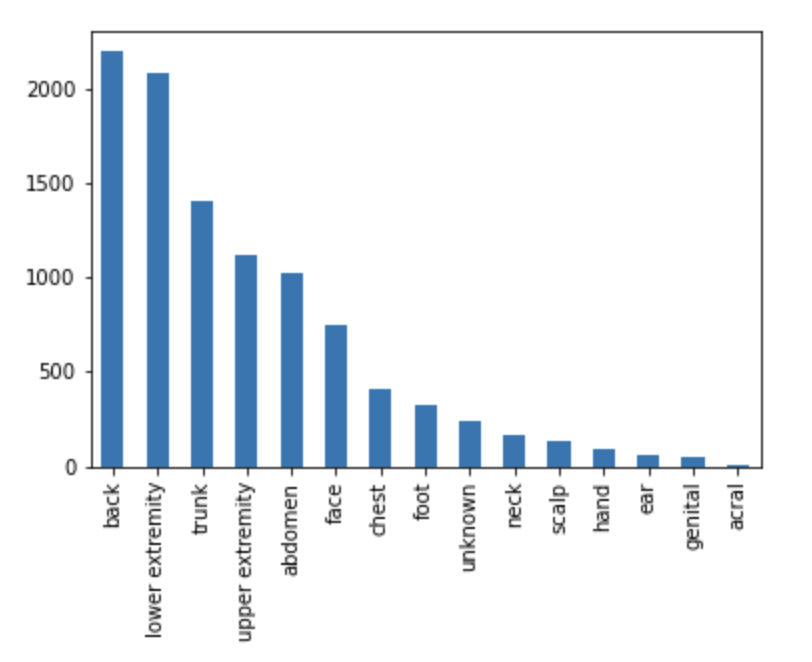 2000
1500
1000
500
0
back
lower extremity
trunk
upper extremity
abdomen
face
chest
foot
unknown
neck
scalp
hand
ear
genital
acral